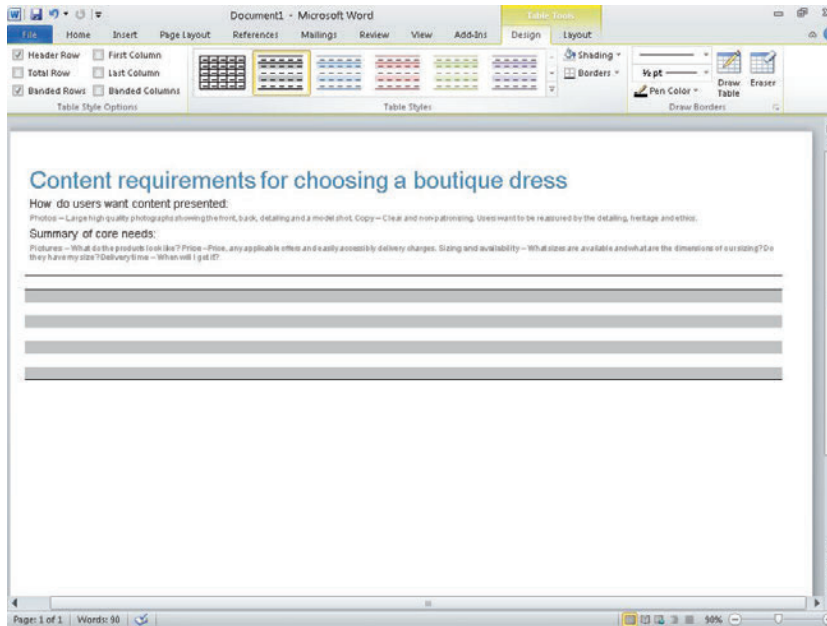 Document1 - Microsoft Word
Table Tools
File Home Insert Page Layout References Mailings Review View Add-Ins Design Layout
Header Row First Column
Total Row Last Column
Banded Rows Banded Columns
Table Style Options
Table Styles
Shading
Borders
½ pt
Pen Color
Draw Table
Eraser
Draw Borders
Content requirements for choosing a boutique dress
How do users want content presented:
Photos – Large high quality photographs showing the front, back, detailing and a model shot. Copy – Clear and non patronising. Users want to be reassured by the detailing, heritage and ethics.
Summary of core needs:
Pictures – What do the products look like? Price –Price, any applicable offers and easily accessibly delivery charges. Sizing and availability – What sizes are available and what are the dimensions of our sizing? Do
they have my size? Delivery time – When will I get it?
Page: 1 of 1 Words: 90
90%